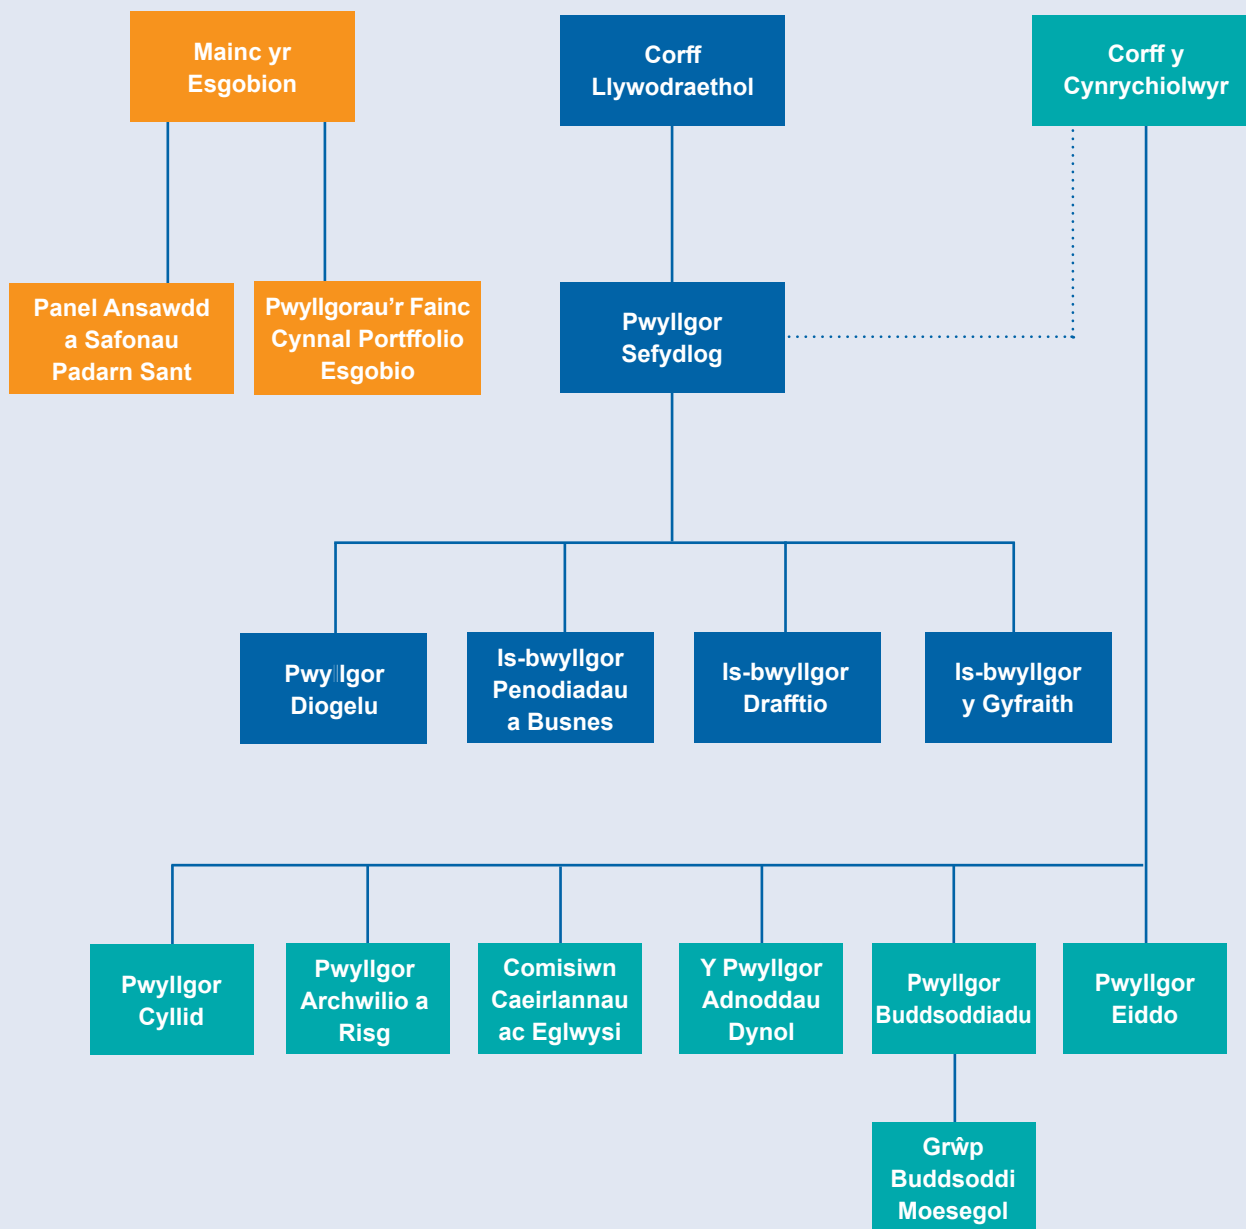 Mainc yr
Esgobion
Corff
Llywodraethol
Corff y
Cynrychiolwyr
Panel Ansawdd
a Safonau
Padarn Sant
Pwyllgorau'r Fainc
Cynnal Portffolio
Esgobio
Pwyllgor
Sefydlog
Pwyllgor
Diogelu
Is-bwyllgor
Penodiadau
a Busnes
Is-bwyllgor
Drafftio
Is-bwyllgor
y Gyfraith
Pwyllgor
Cyllid
Pwyllgor
Archwilio a
Risg
Comisiwn
Caeirlannau
ac Eglwysi
Y Pwyllgor
Adnoddau
Dynol
Pwyllgor
Buddsoddiadu
Pwyllgor
Eiddo
Grŵp
Buddsoddi
Moesegol